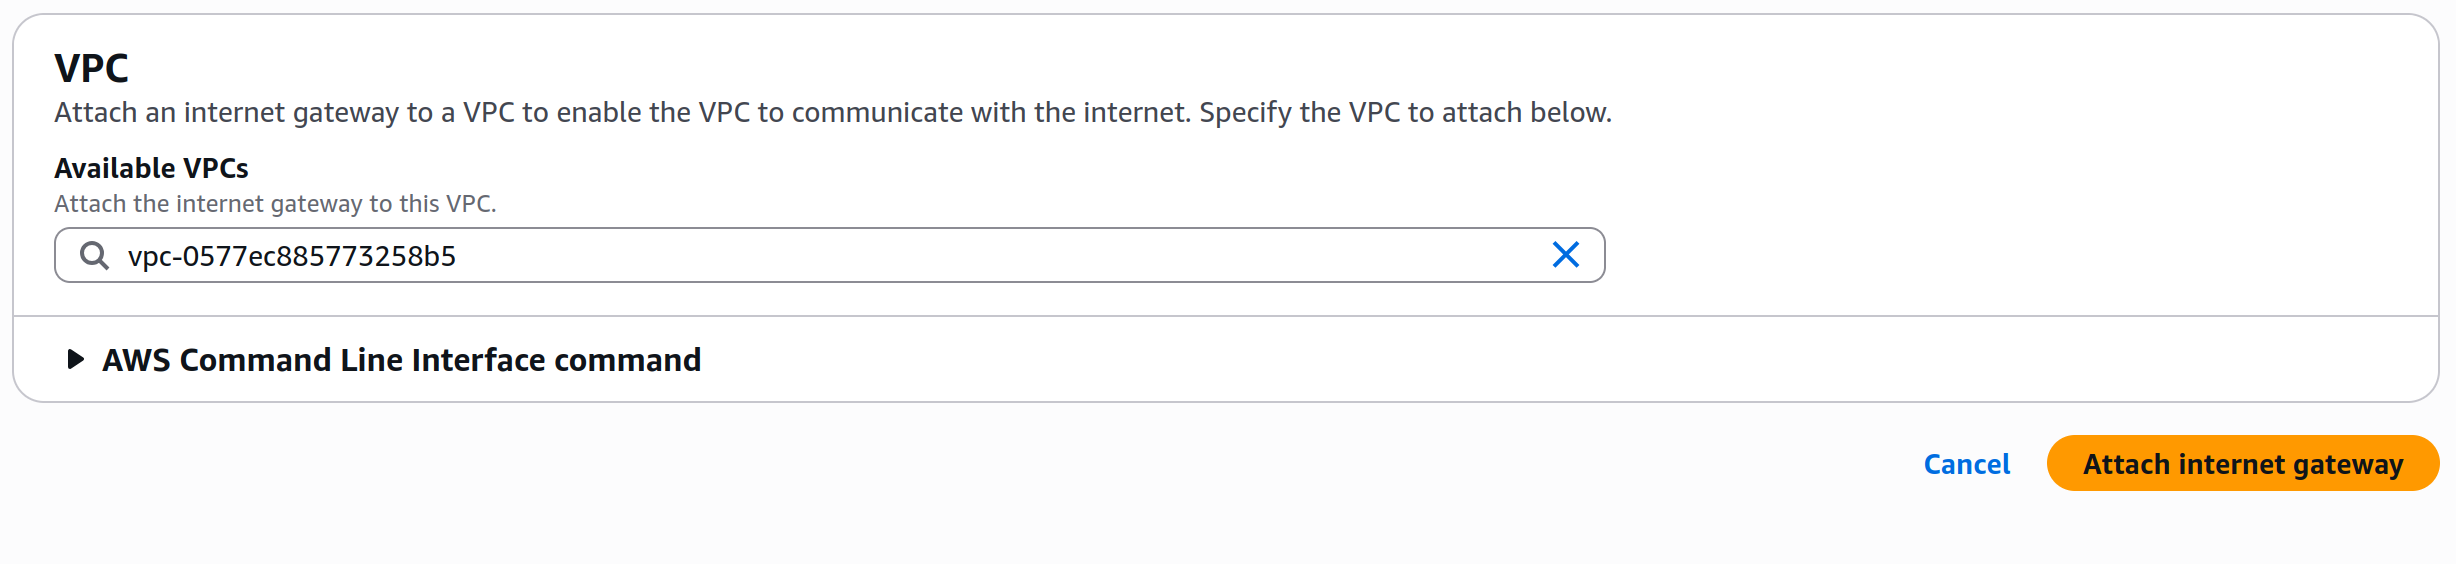 VPC
Attach an internet gateway to a VPC to enable the VPC to communicate with the internet. Specify the VPC to attach below.
Available VPCs
Attach the internet gateway to this VPC.
vpc-0577ec885773258b5
AWS Command Line Interface command
Cancel
Attach internet gateway